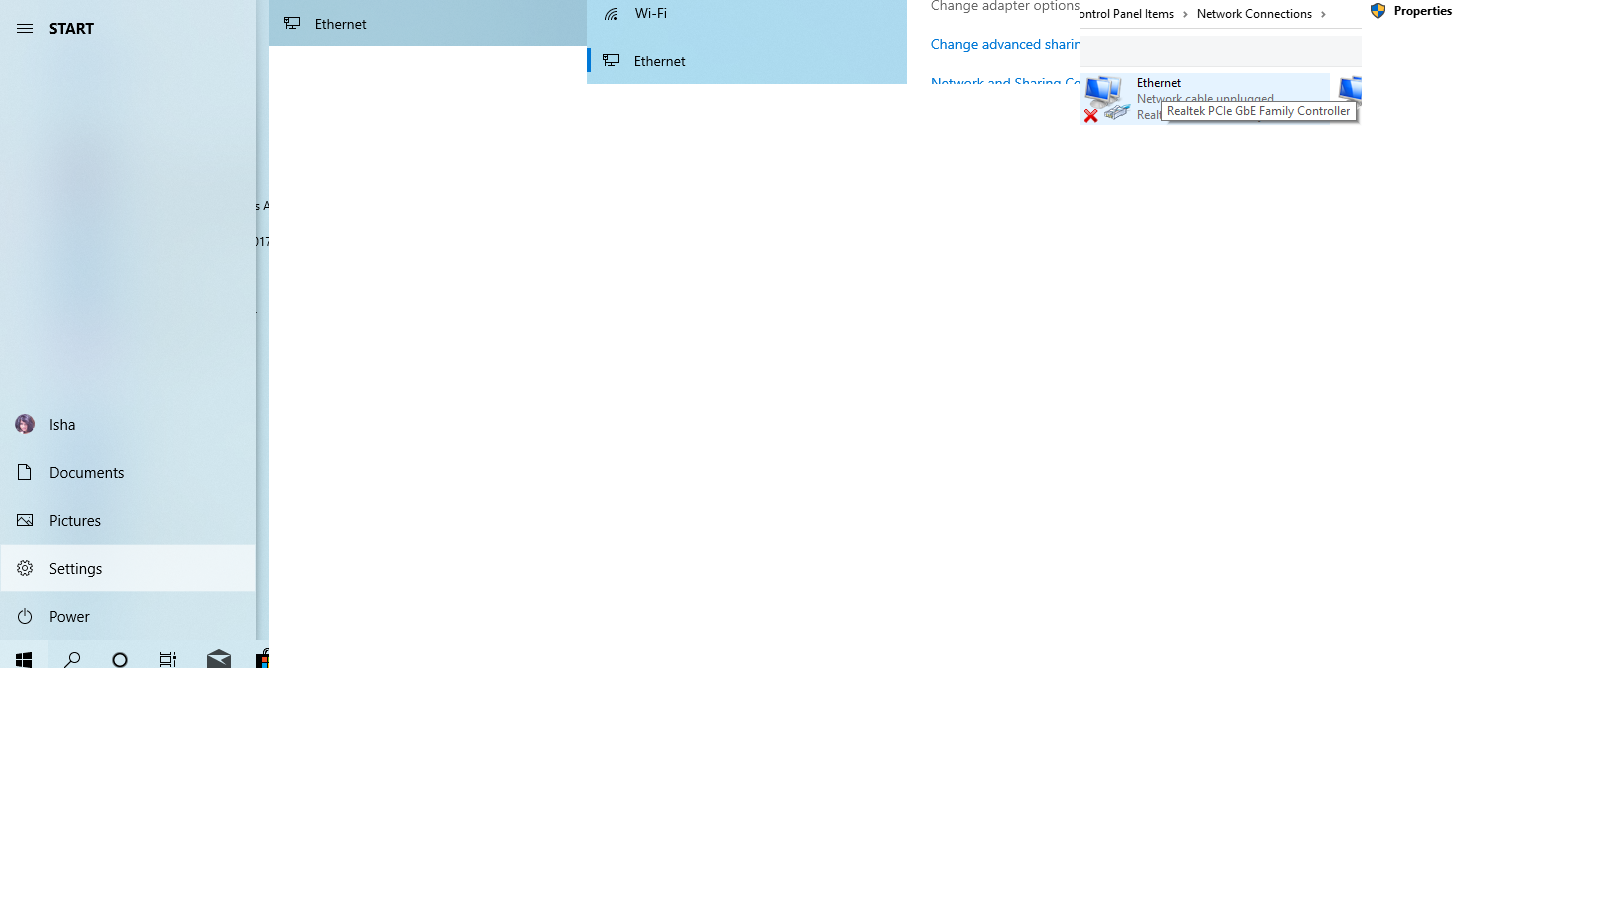 START
s A
017
Isha
Documents
Pictures
Settings
Power
Ethernet
Wi-Fi
Ethernet
Change adapter options
Change advanced sharin
Network and Sharing Ce
ontrol Panel Items > Network Connections >
Ethernet
Network cable unplugged
Realt
Realtek PCIe GbE Family Controller
Properties